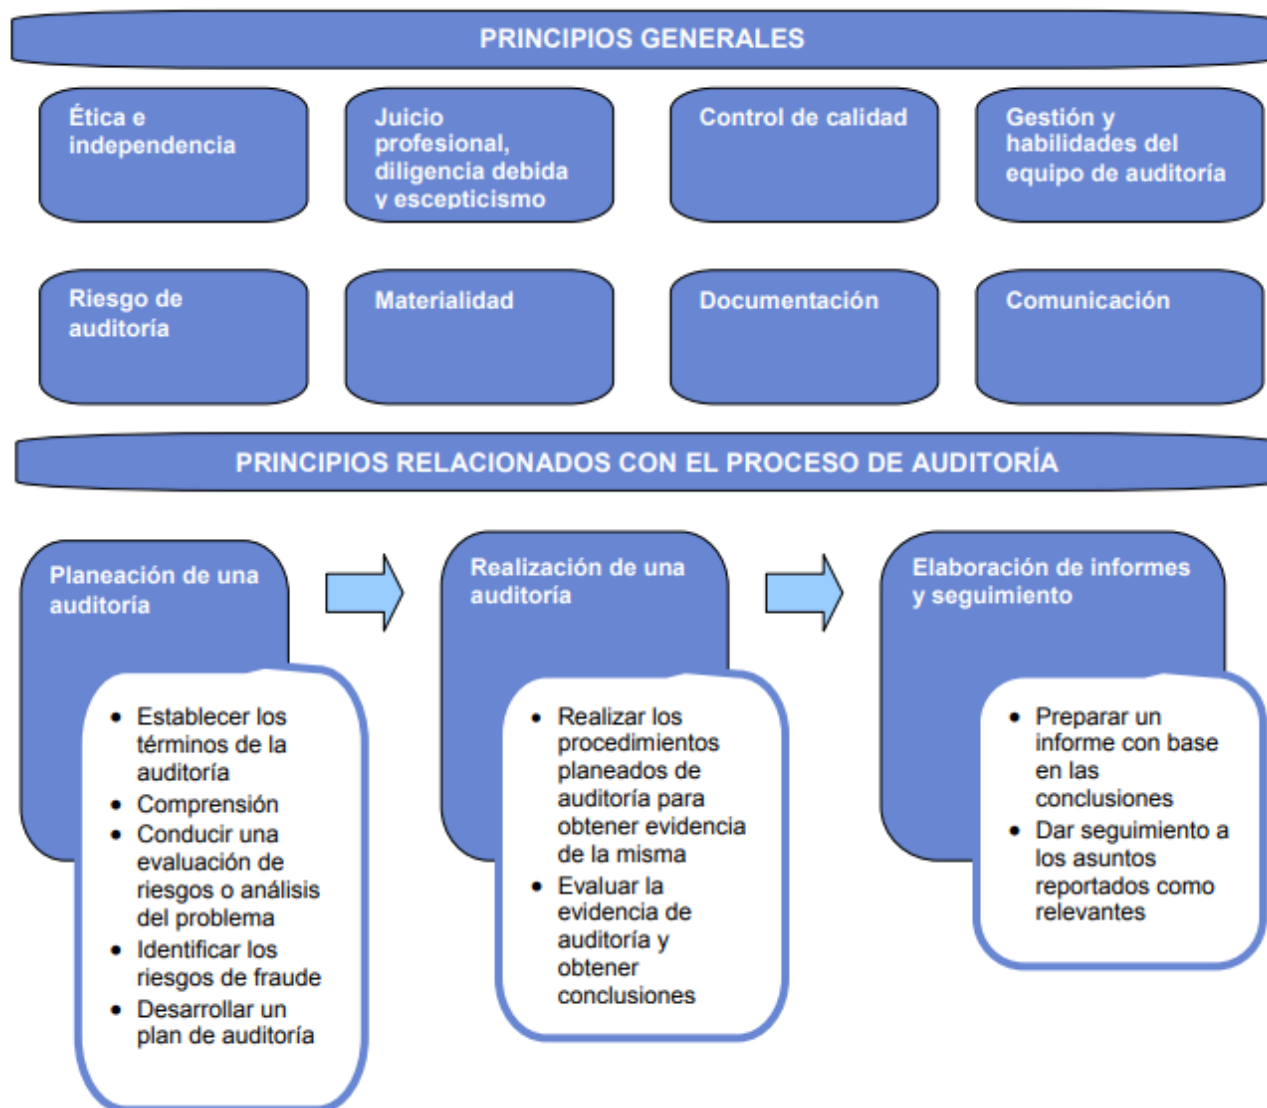 PRINCIPIOS GENERALES
Ética e
independencia
Juicio
profesional,
diligencia debida
y escepticismo
Control de calidad
Gestión y
habilidades del
equipo de auditoría
Riesgo de
auditoría
Materialidad
Documentación
Comunicación
PRINCIPIOS RELACIONADOS CON EL PROCESO DE AUDITORÍA
Planeación de una
auditoría
• Establecer los
términos de la
auditoría
• Comprensión
• Conducir una
evaluación de
riesgos o análisis
del problema
• Identificar los
riesgos de fraude
• Desarrollar un
plan de auditoría
Realización de una
auditoría
• Realizar los
procedimientos
planeados de
auditoría para
obtener evidencia
de la misma
• Evaluar la
evidencia de
auditoría y
obtener
conclusiones
Elaboración de informes
y seguimiento
• Preparar un
informe con base
en las
conclusiones
• Dar seguimiento a
los asuntos
reportados como
relevantes